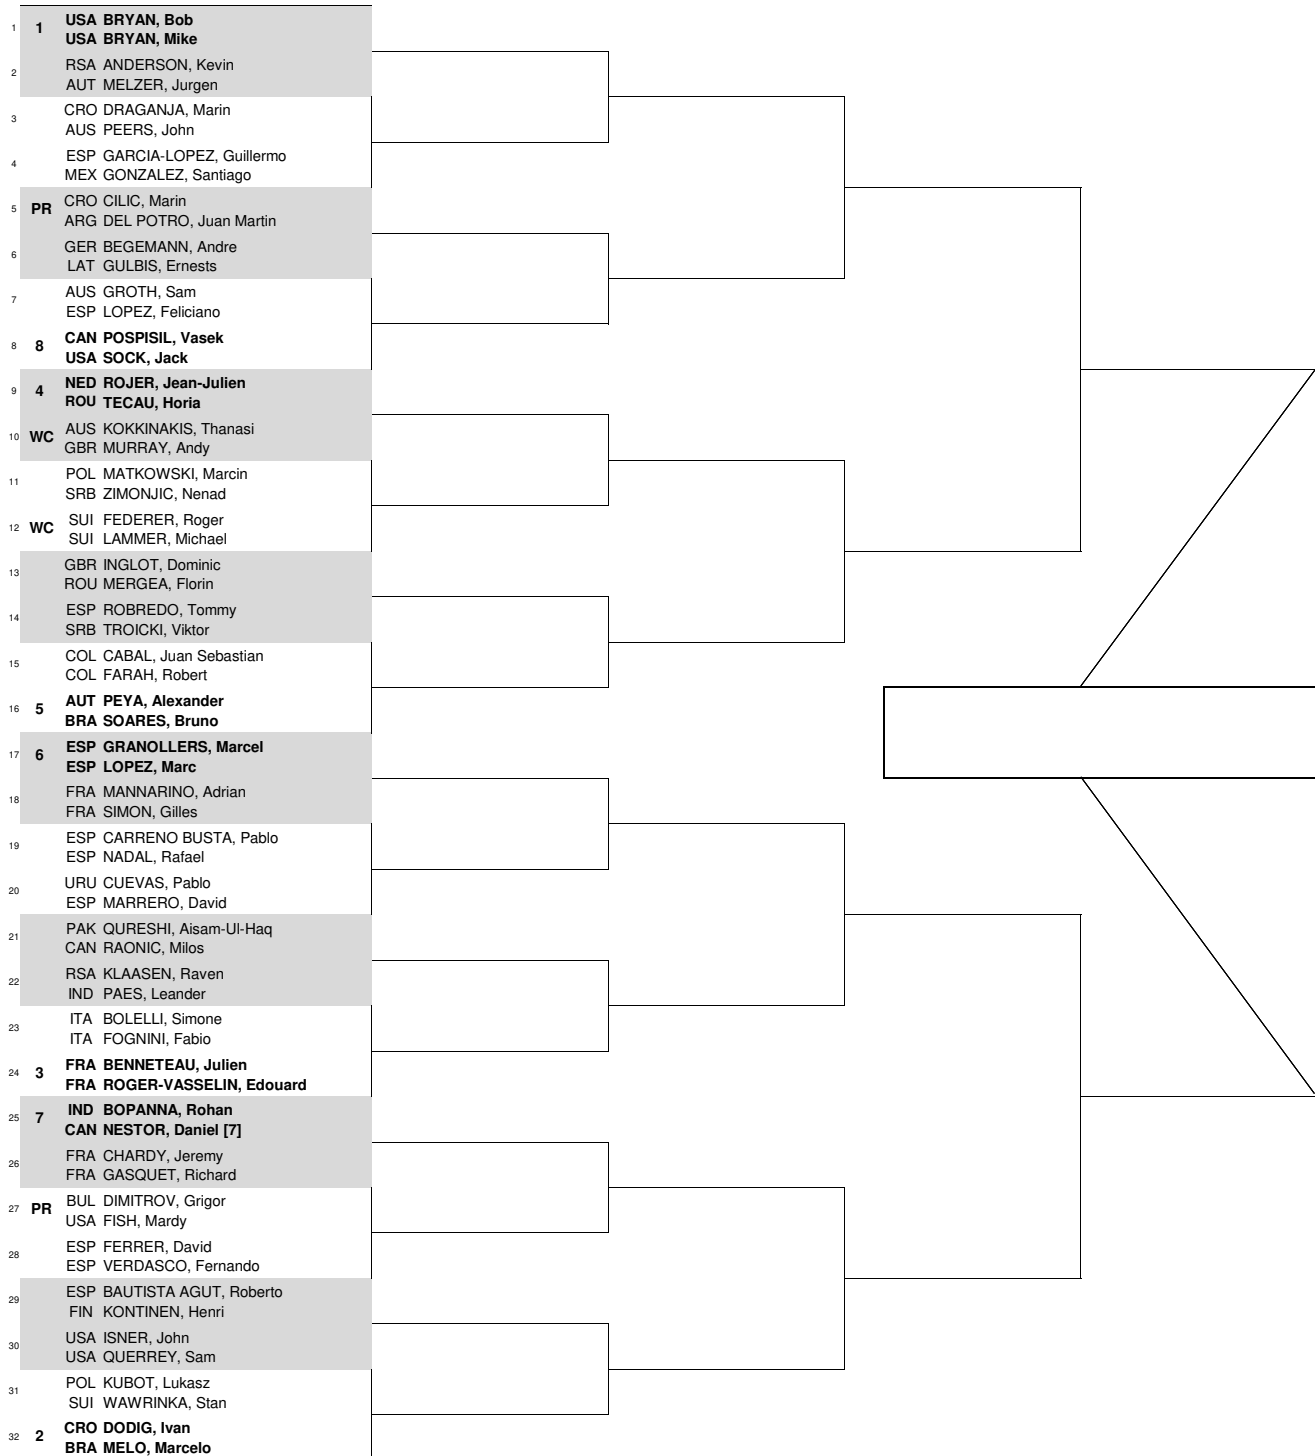 1 1 USA BRYAN, Bob
USA BRYAN, Mike
2 RSA ANDERSON, Kevin
AUT MELZER, Jurgen
3 CRO DRAGANJA, Marin
AUS PEERS, John
4 ESP GARCIA-LOPEZ, Guillermo
MEX GONZALEZ, Santiago
5 PR CRO CILIC, Marin
ARG DEL POTRO, Juan Martin
6 GER BEGEMANN, Andre
LAT GULBIS, Ernests
7 AUS GROTH, Sam
ESP LOPEZ, Feliciano
8 8 CAN POSPISIL, Vasek
USA SOCK, Jack
9 4 NED ROJER, Jean-Julien
ROU TECAU, Horia
10 WC AUS KOKKINAKIS, Thanasi
GBR MURRAY, Andy
11 POL MATKOWSKI, Marcin
SRB ZIMONJIC, Nenad
12 WC SUI FEDERER, Roger
SUI LAMMER, Michael
13 GBR INGLOT, Dominic
ROU MERGEA, Florin
14 ESP ROBREDO, Tommy
SRB TROICKI, Viktor
15 COL CABAL, Juan Sebastian
COL FARAH, Robert
16 5 AUT PEYA, Alexander
BRA SOARES, Bruno
17 6 ESP GRANOLLERS, Marcel
ESP LOPEZ, Marc
18 FRA MANNARINO, Adrian
FRA SIMON, Gilles
19 ESP CARRENO BUSTA, Pablo
ESP NADAL, Rafael
20 URU CUEVAS, Pablo
ESP MARRERO, David
21 PAK QURESHI, Aisam-Ul-Haq
CAN RAONIC, Milos
22 RSA KLAASEN, Raven
IND PAES, Leander
23 ITA BOLELLI, Simone
ITA FOGNINI, Fabio
24 3 FRA BENNETEAU, Julien
FRA ROGER-VASSELIN, Edouard
25 7 IND BOPANNA, Rohan
CAN NESTOR, Daniel [7]
26 FRA CHARDY, Jeremy
FRA GASQUET, Richard
27 PR BUL DIMITROV, Grigor
USA FISH, Mardy
28 ESP FERRER, David
ESP VERDASCO, Fernando
29 ESP BAUTISTA AGUT, Roberto
FIN KONTINEN, Henri
30 USA ISNER, John
USA QUERREY, Sam
31 POL KUBOT, Lukasz
SUI WAWRINKA, Stan
32 2 CRO DODIG, Ivan
BRA MELO, Marcelo